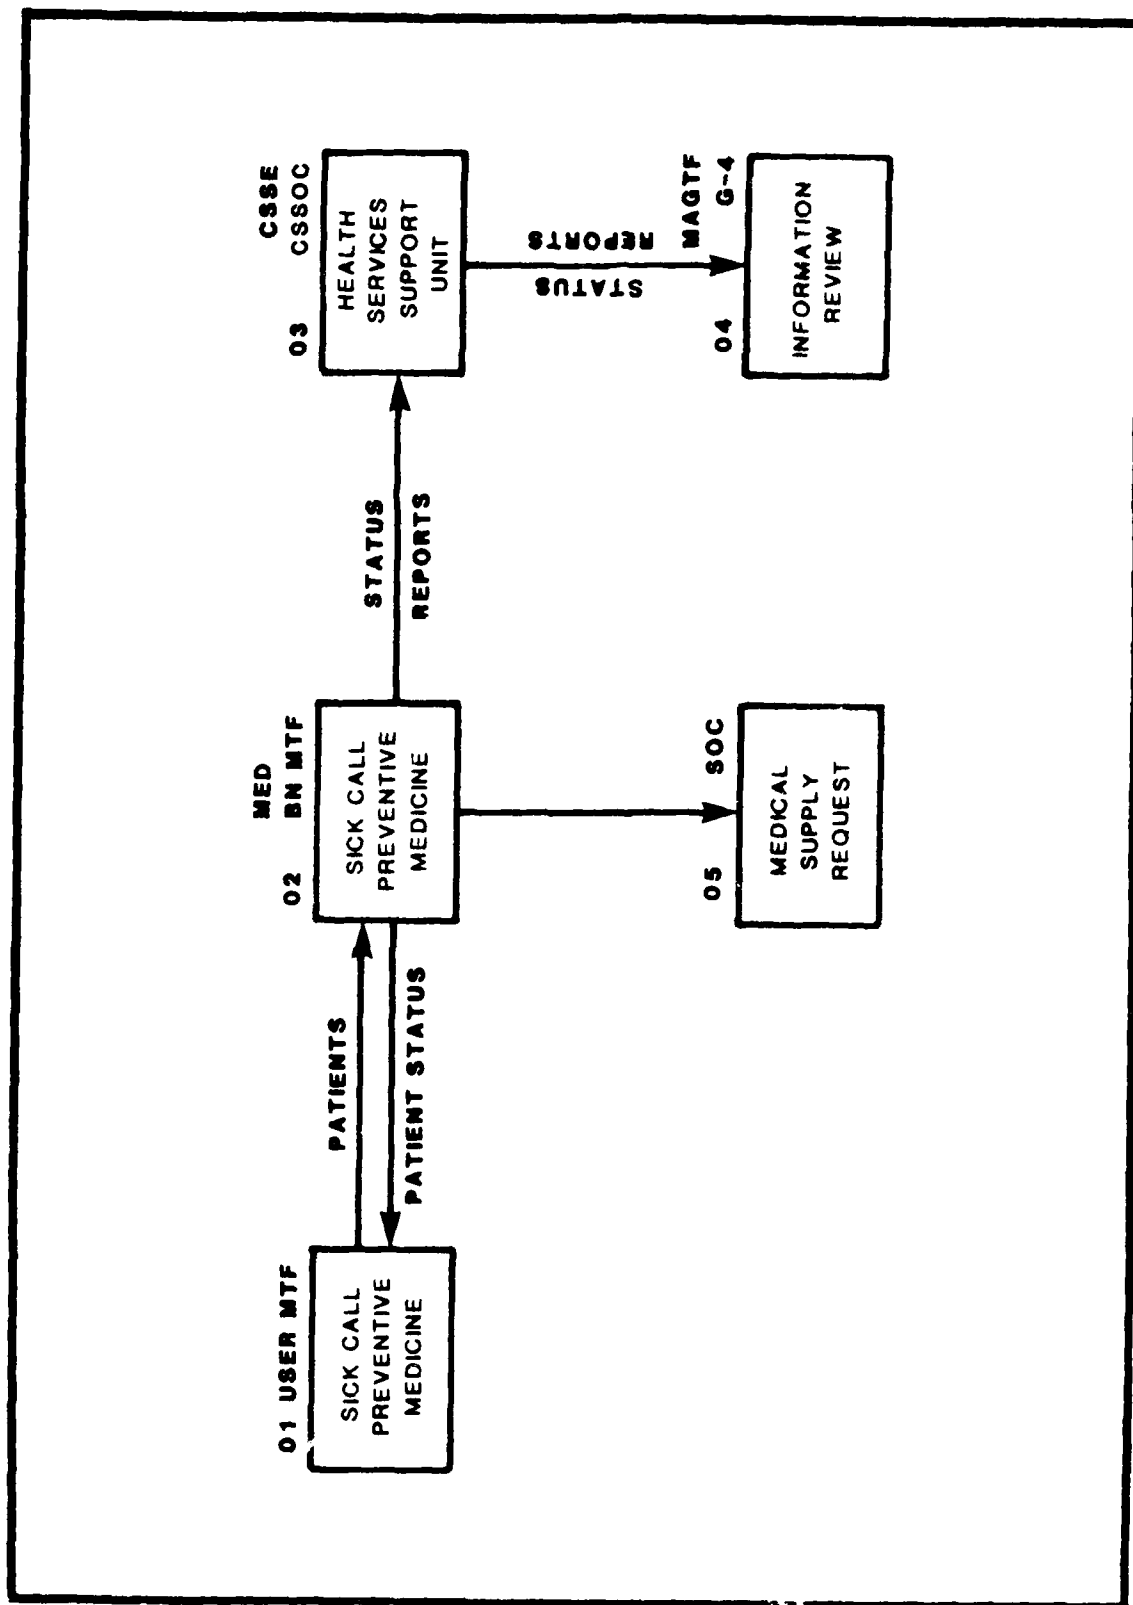 01 USER MTF
SICK CALL
PREVENTIVE
MEDICINE
PATIENTS
PATIENT STATUS
MED
02 BN MTF
SICK CALL
PREVENTIVE
MEDICINE
STATUS
REPORTS
CSSE
03 CSSOC
HEALTH
SERVICES
SUPPORT
UNIT
STATUS
REPORTS
MAGTF
04 G-4
INFORMATION
REVIEW
05 SOC
MEDICAL
SUPPLY
REQUEST